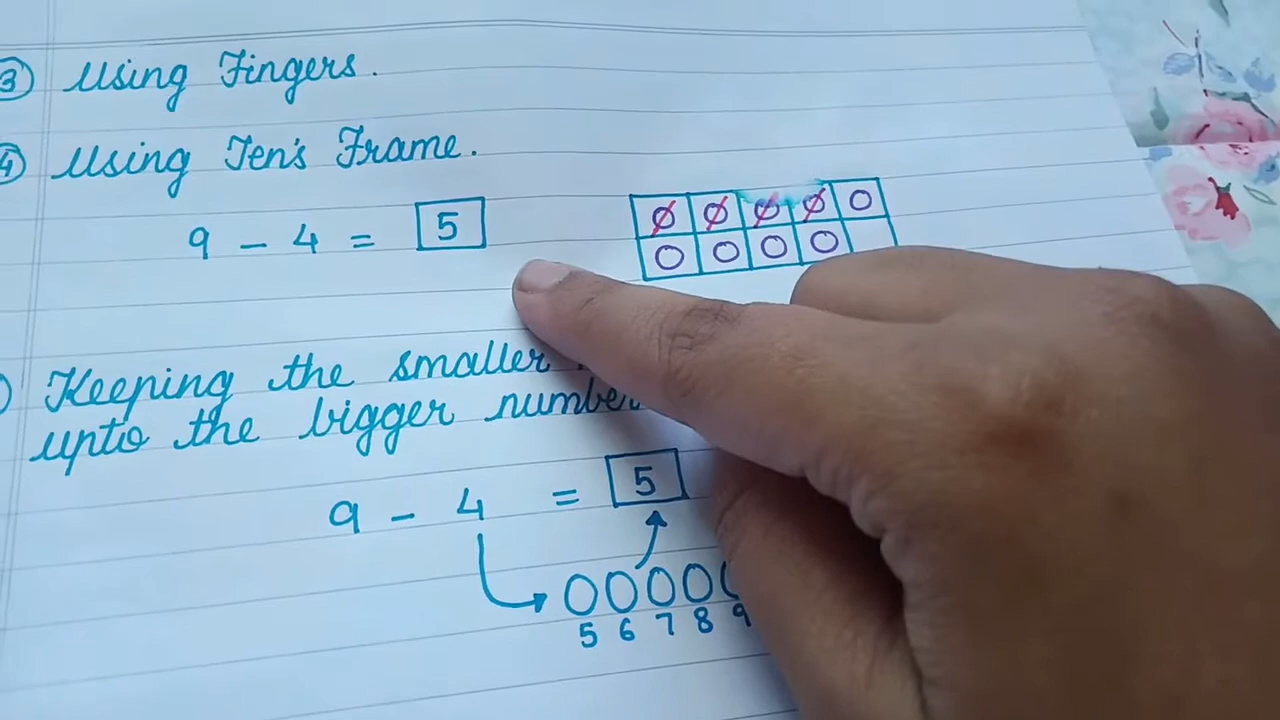 ③ Using Fingers.
④ Using Ten's Frame.
9 - 4 = 5
Keeping the smaller
upto the bigger number
9 - 4 = 5
5 6 7 8 9